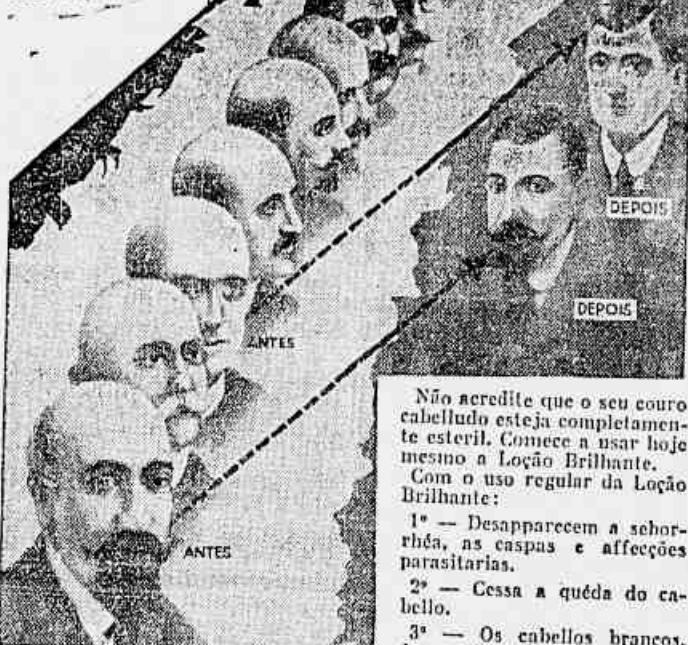 DEPOIS
DEPOIS
ANTES
ANTES
Não acredite que o seu couro
cabelludo esteja completamen-
te esteril. Comece a usar hoje
mesmo a Loção Brilhante.
Com o uso regular da Loção
Brilhante:
1º — Desapparecem a sebor-
rhéa, as caspas e affecções
parasitarias.
2º — Cessa a quéda do ca-
bello.
3ª — Os cabellos brancos,